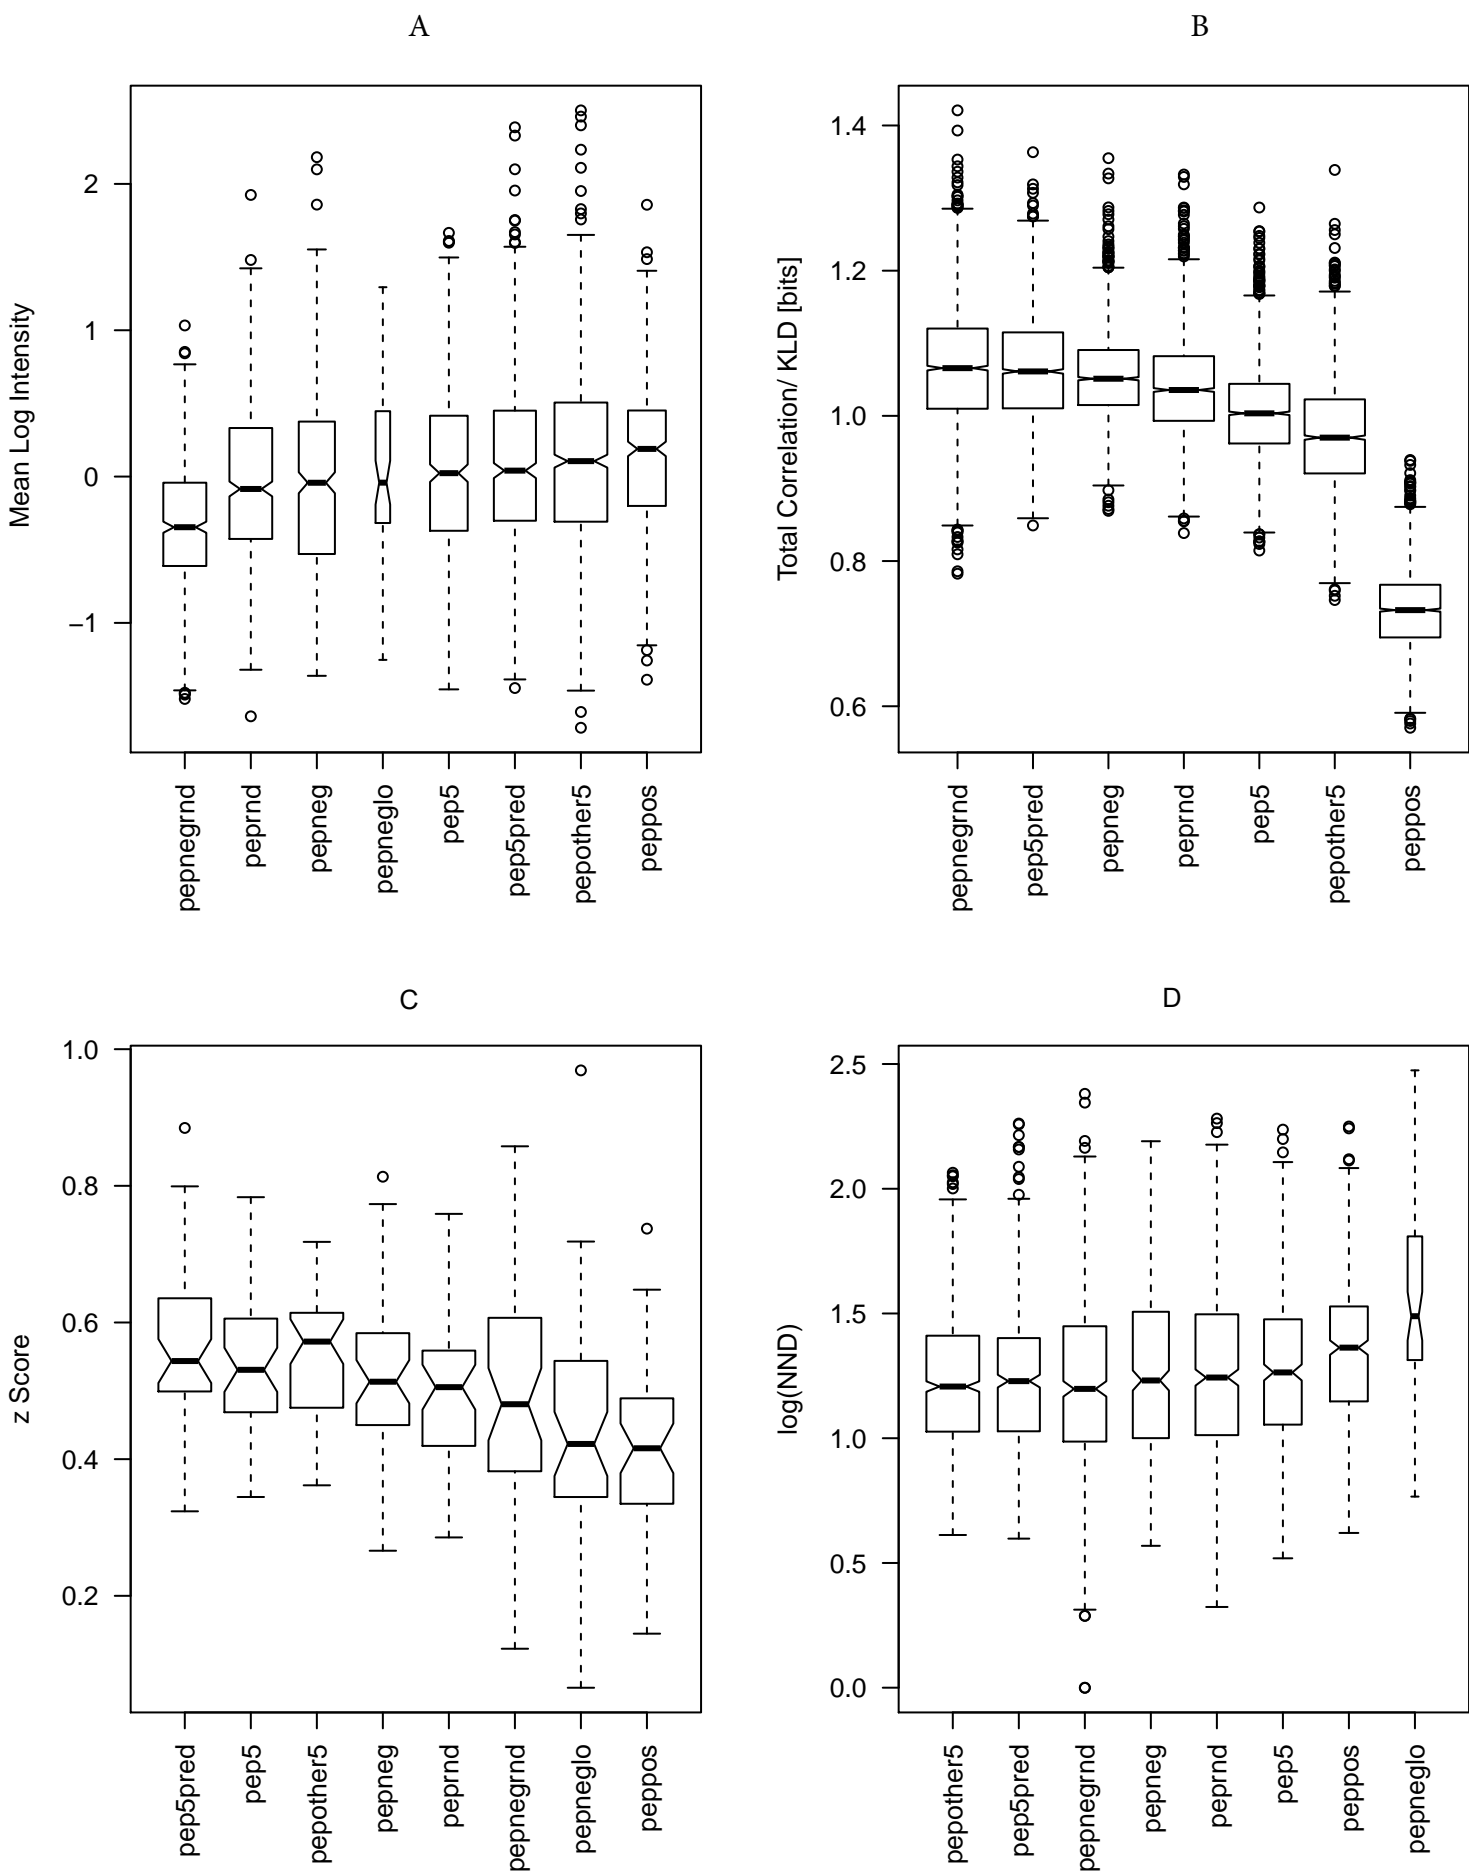 A
Mean Log Intensity
2
1
0
−1
pepnegrnd
peprnd
pepneg
pepneglo
pep5
pep5pred
pepother5
peppos
B
Total Correlation/ KLD [bits]
1.4
1.2
1.0
0.8
0.6
pepnegrnd
pep5pred
pepneg
peprnd
pep5
pepother5
peppos
C
z Score
1.0
0.8
0.6
0.4
0.2
pep5pred
pep5
pepother5
pepneg
peprnd
pepnegrnd
pepneglo
peppos
D
log(NND)
2.5
2.0
1.5
1.0
0.5
0.0
pepother5
pep5pred
pepnegrnd
pepneg
peprnd
pep5
peppos
pepneglo